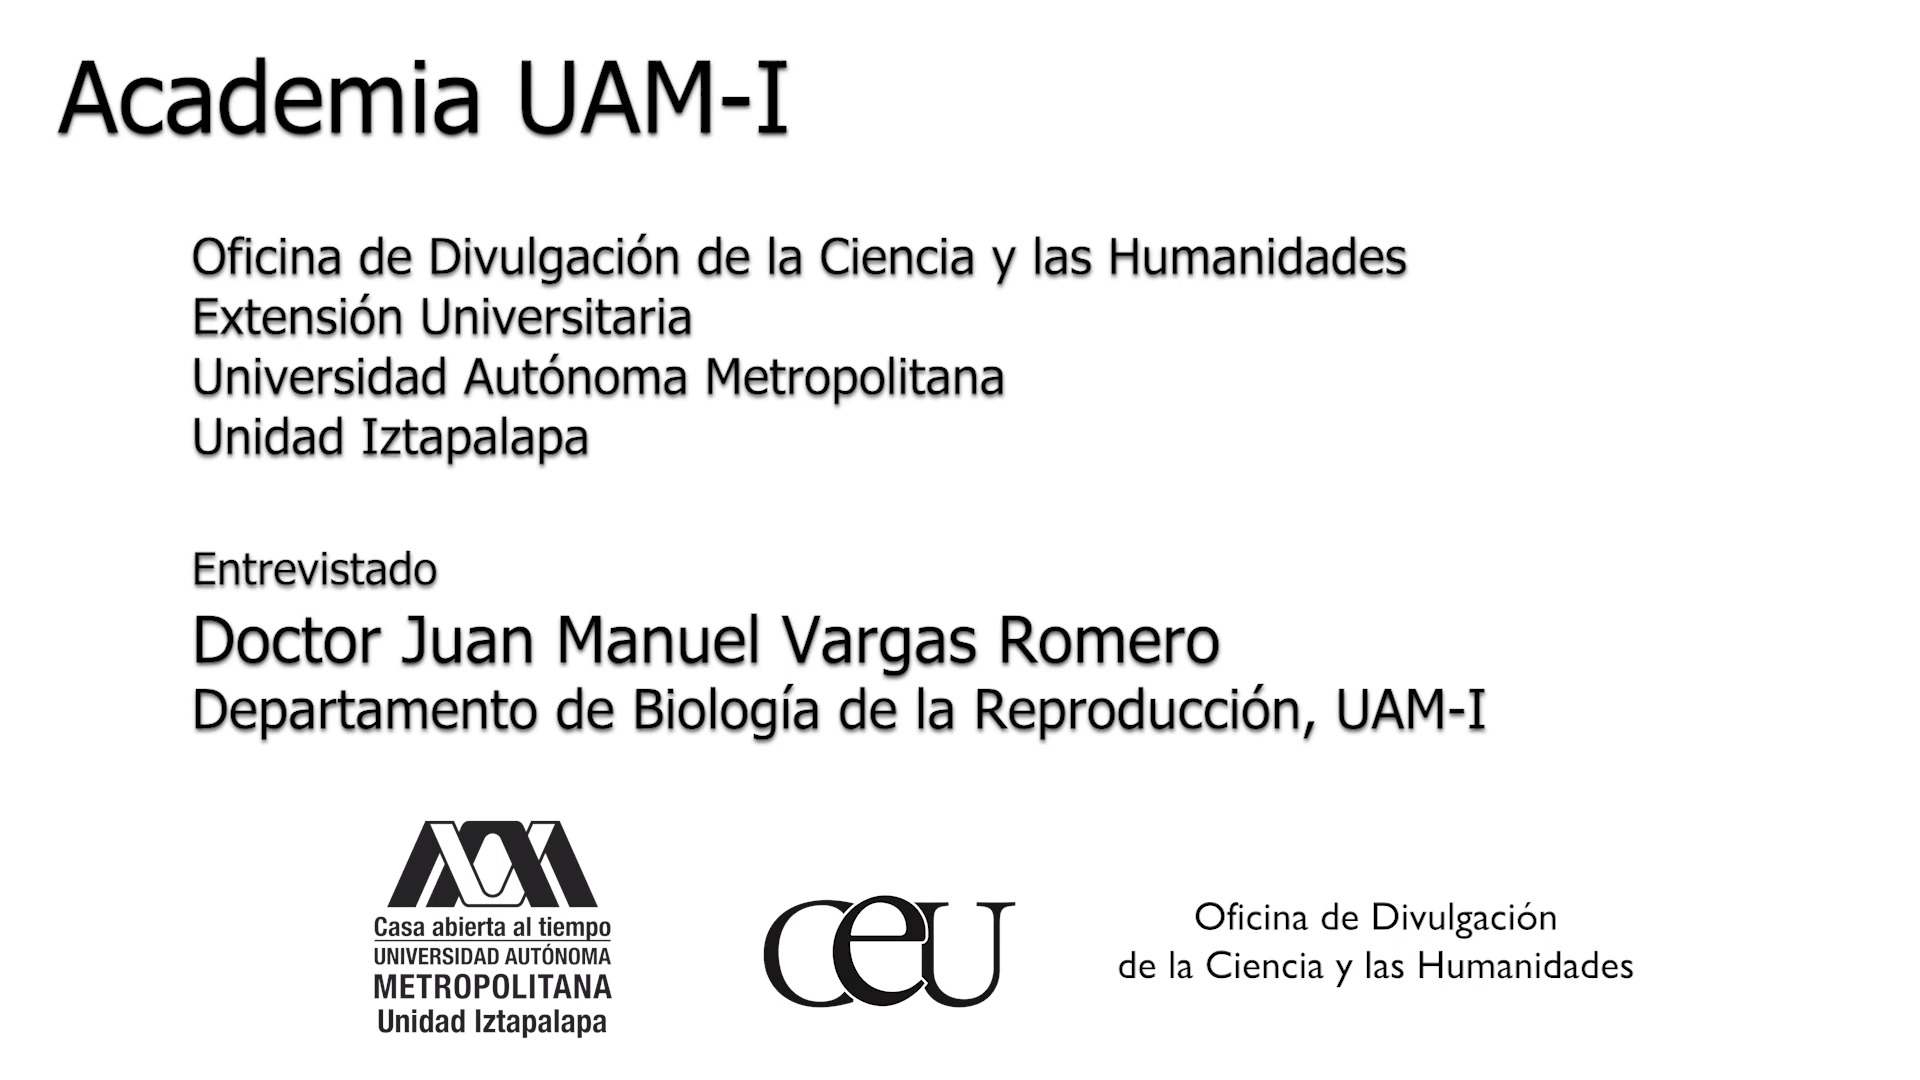 Academia UAM-I
Oficina de Divulgación de la Ciencia y las Humanidades
Extensión Universitaria
Universidad Autónoma Metropolitana
Unidad Iztapalapa
Entrevistado
Doctor Juan Manuel Vargas Romero
Departamento de Biología de la Reproducción, UAM-I
Casa abierta al tiempo
UNIVERSIDAD AUTÓNOMA
METROPOLITANA
Unidad Iztapalapa
ceu
Oficina de Divulgación
de la Ciencia y las Humanidades